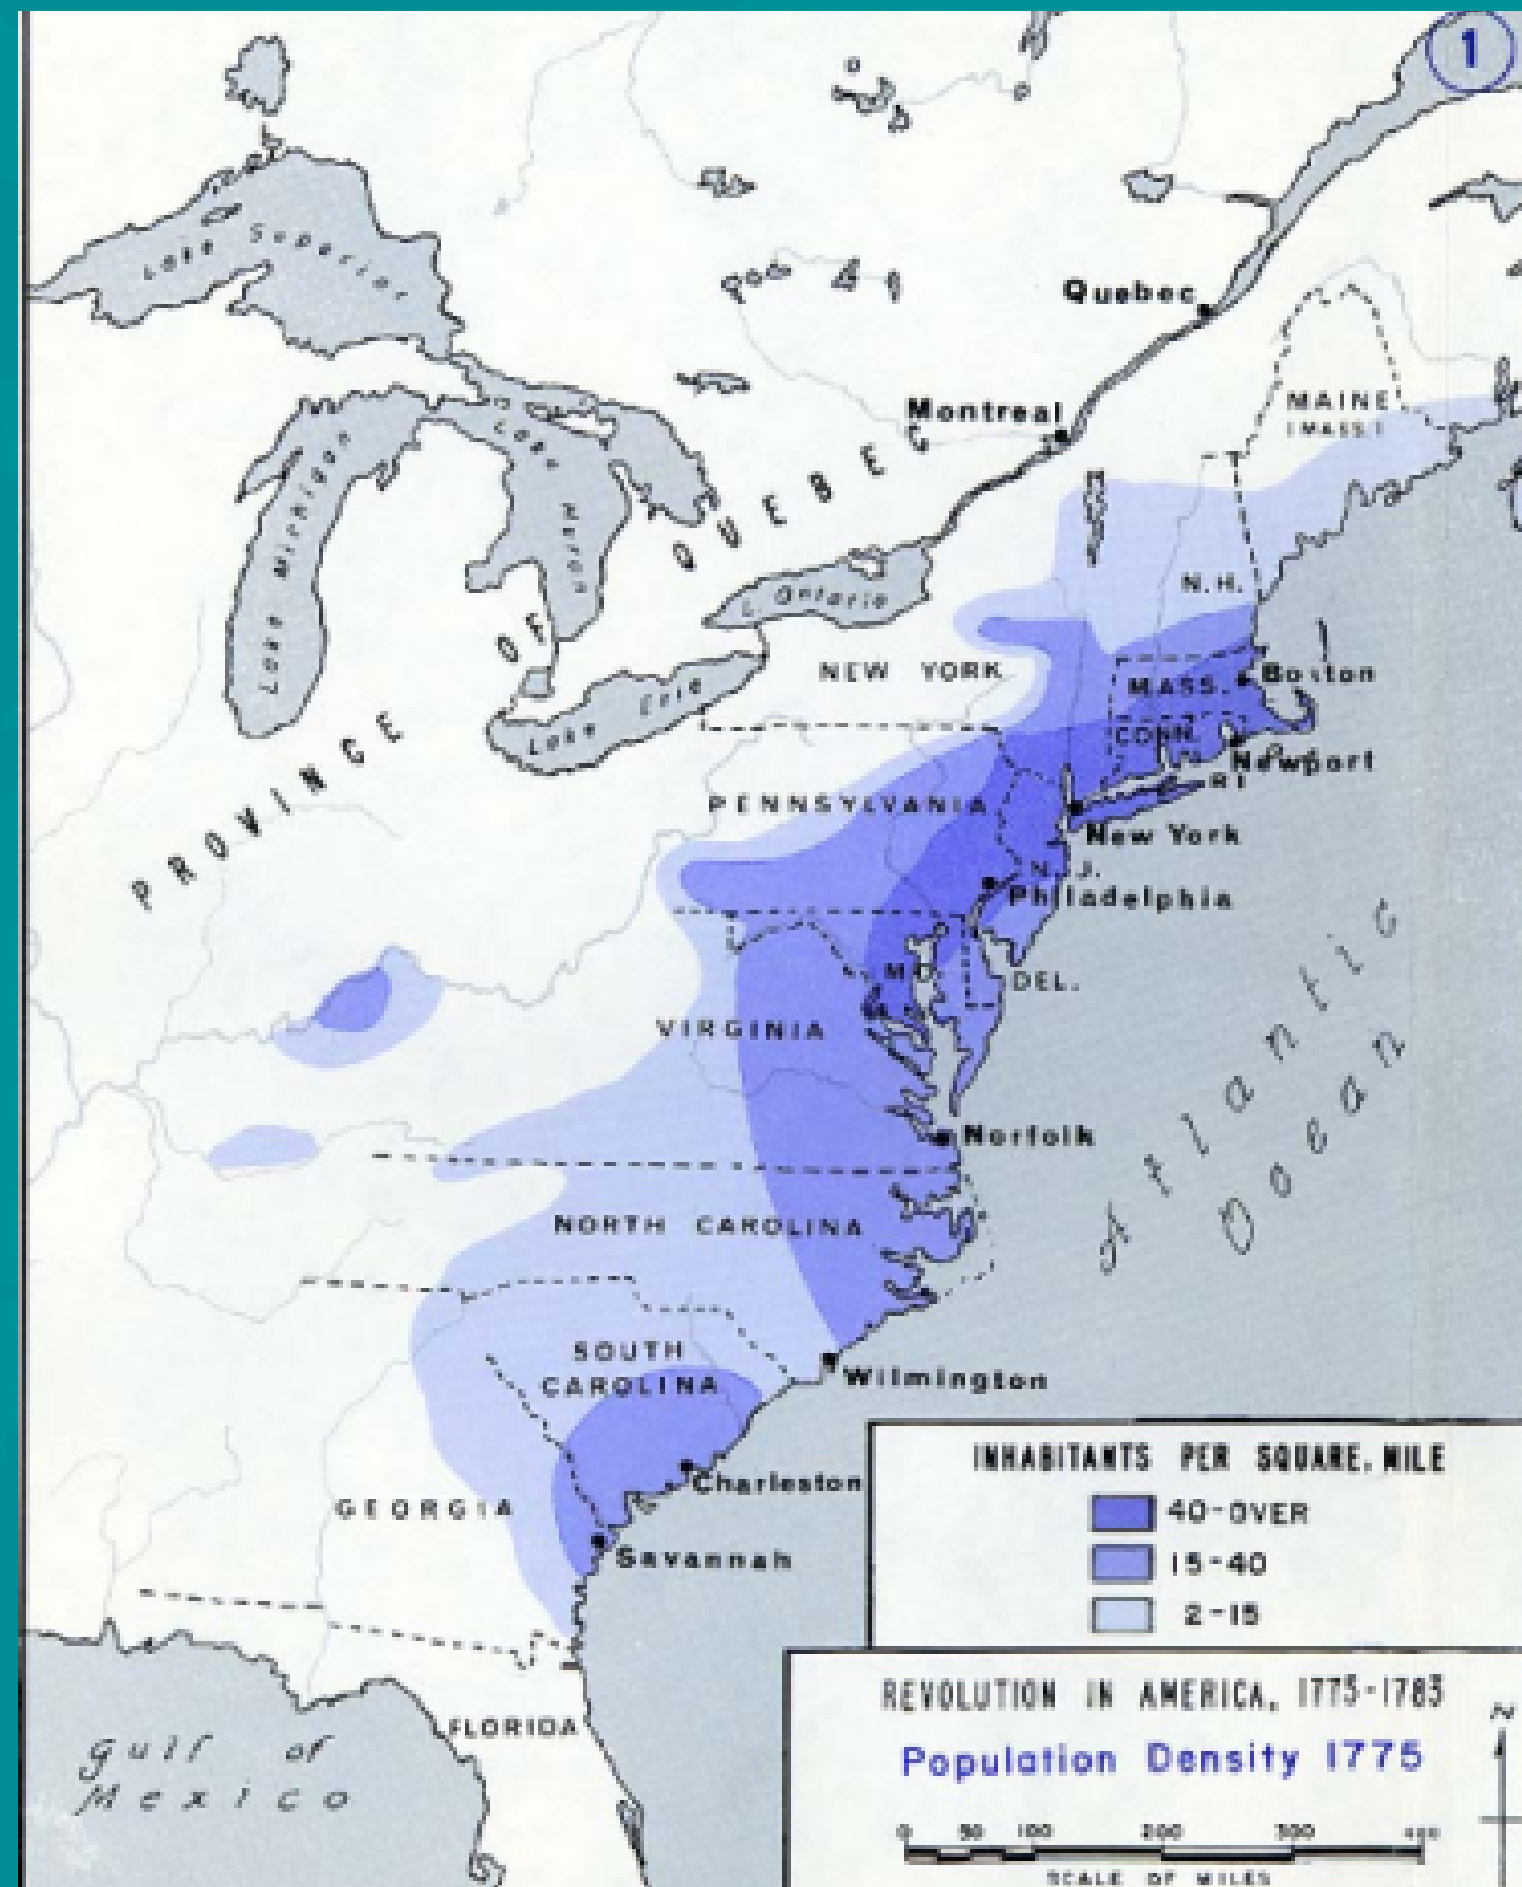 1
Lake Superior
Quebec
MAINE
(MASS.)
Montreal
Lake Michigan
Lake Huron
PROVINCE OF QUEBEC
L. Ontario
N.H.
Lake Erie
NEW YORK
MASS.
Boston
CONN.
Newport
R I
PENNSYLVANIA
New York
N.J.
Philadelphia
MD.
DEL.
VIRGINIA
Atlantic
Ocean
Norfolk
NORTH CAROLINA
SOUTH
CAROLINA
Wilmington
Charleston
GEORGIA
Savannah
INHABITANTS PER SQUARE MILE
40-OVER
15-40
2-15
FLORIDA
Gulf of
Mexico
REVOLUTION IN AMERICA, 1775-1783
Population Density 1775
N
0 50 100 200 300 400
SCALE OF MILES